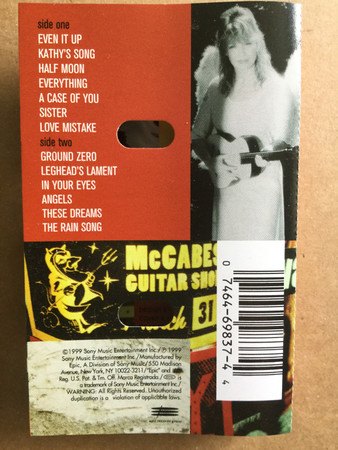 side one
EVEN IT UP
KATHY'S SONG
HALF MOON
EVERYTHING
A CASE OF YOU
SISTER
LOVE MISTAKE
side two
GROUND ZERO
LEGHEAD'S LAMENT
IN YOUR EYES
ANGELS
THESE DREAMS
THE RAIN SONG
McCABES
GUITAR SHO
31
0 7464-69837-4 4
©1999 Sony Music Entertainment Inc./℗ 1999
Sony Music Entertainment Inc./Manufactured by
Epic, A Division of Sony Music/550 Madison
Avenue, New York, NY 10022-3211/"Epic" and
Reg. U.S. Pat. & Tm. Off. Marca Registrada./
is
a trademark of Sony Music Entertainment Inc./
WARNING: All Rights Reserved. Unauthorized
duplication is a violation of applicable laws.